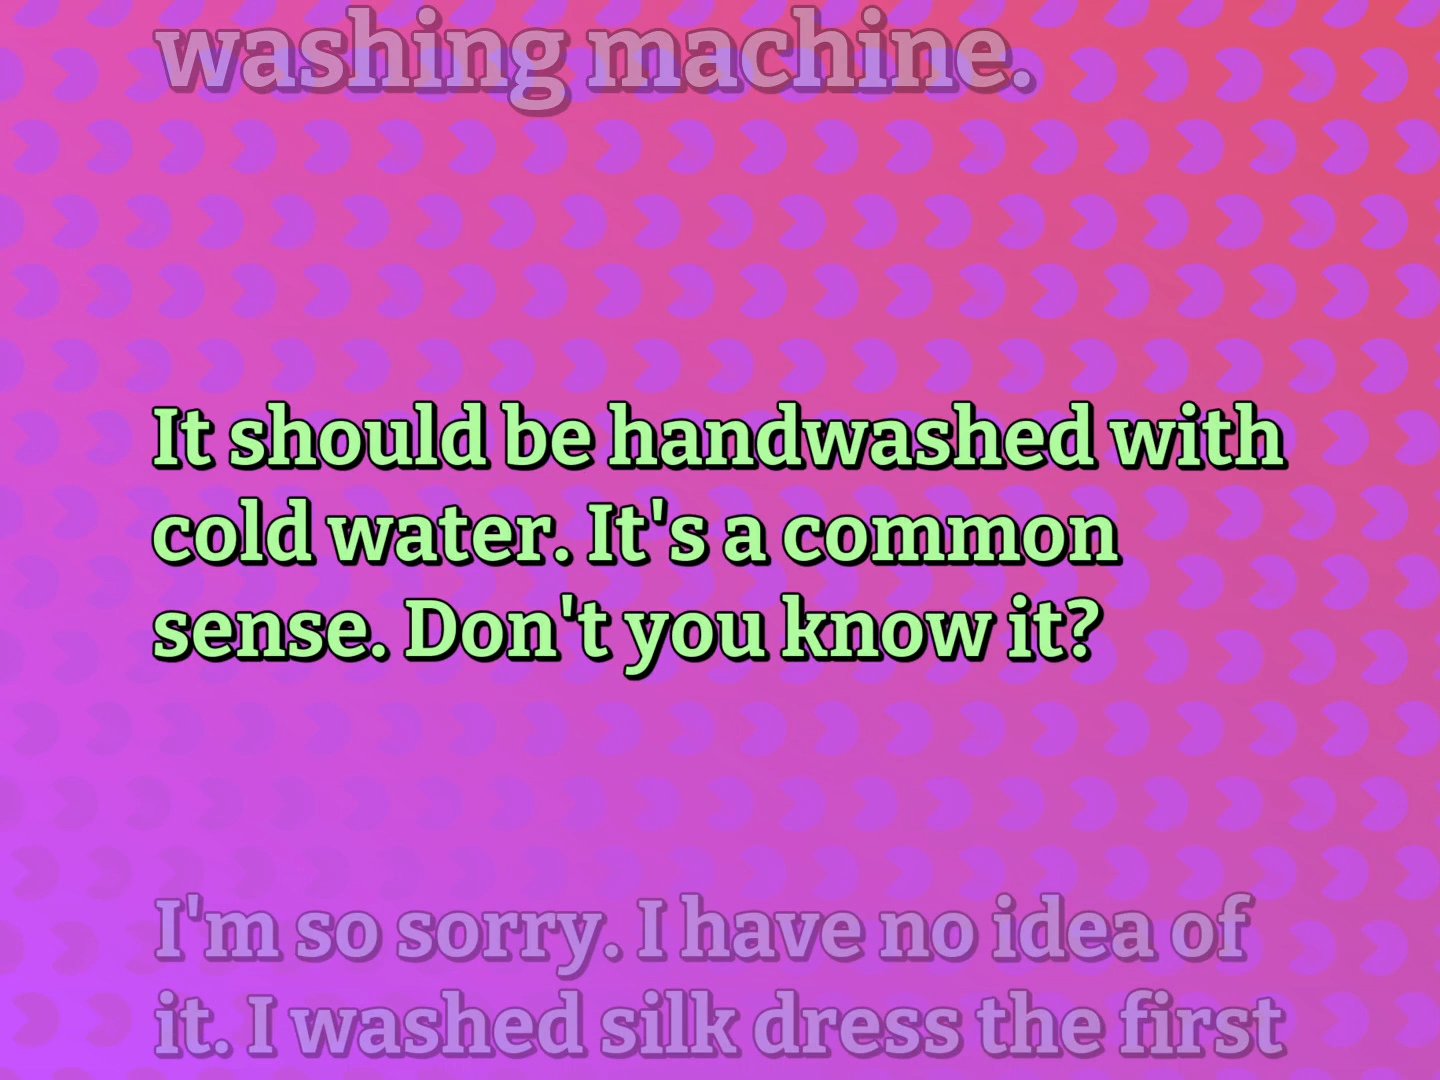 washing machine.
It should be handwashed with
cold water. It's a common
sense. Don't you know it?
I'm so sorry. I have no idea of
it. I washed silk dress the first